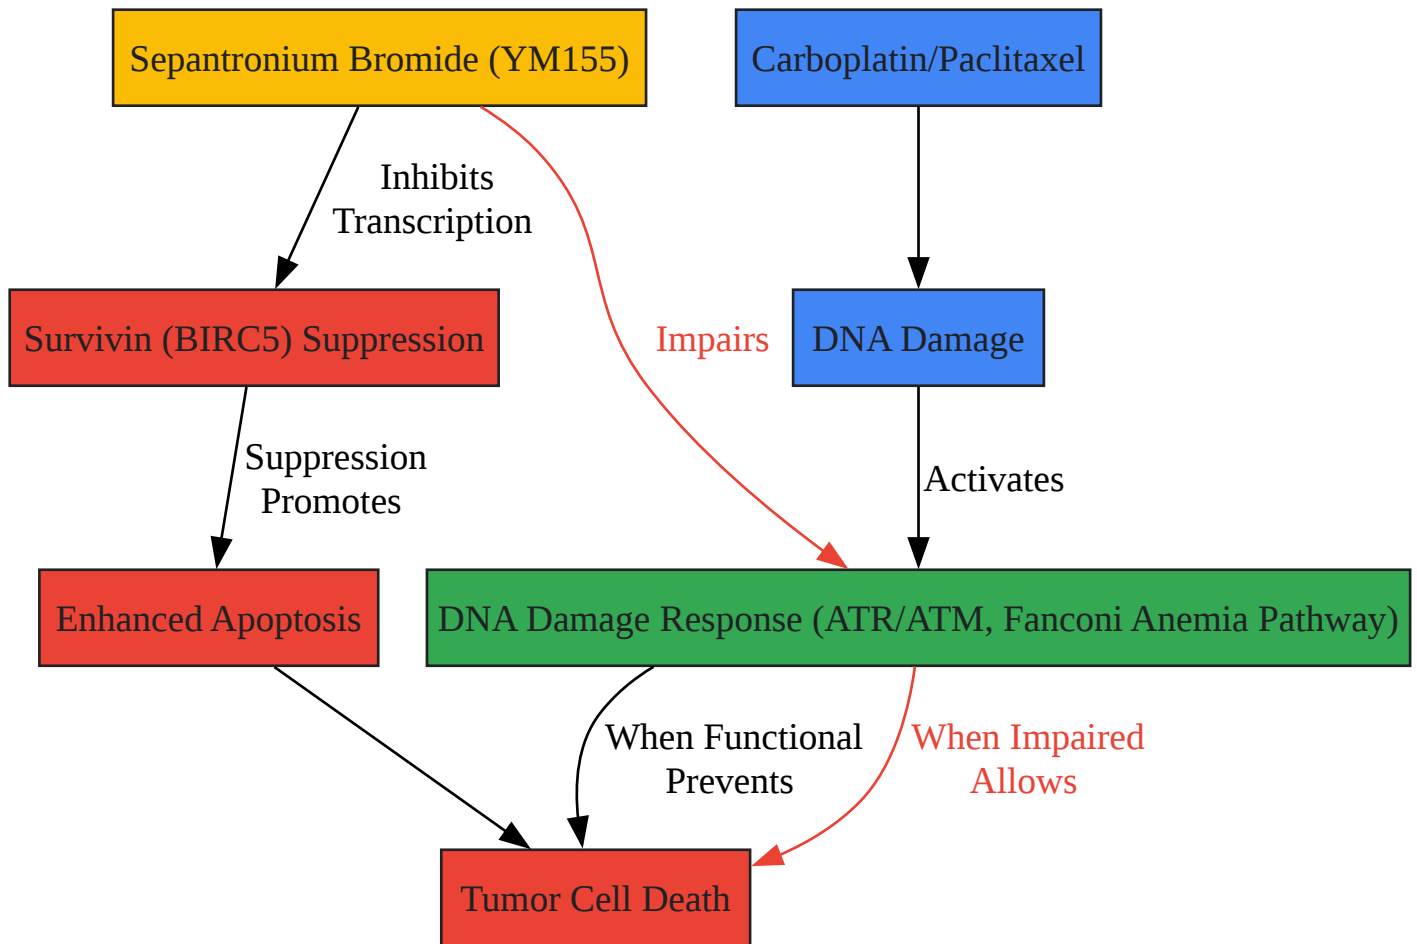 Sepantronium Bromide (YM155)
Carboplatin/Paclitaxel
Inhibits
Transcription
Survivin (BIRC5) Suppression
Impairs
DNA Damage
Suppression
Promotes
Activates
Enhanced Apoptosis
DNA Damage Response (ATR/ATM, Fanconi Anemia Pathway)
When Functional
Prevents
When Impaired
Allows
Tumor Cell Death